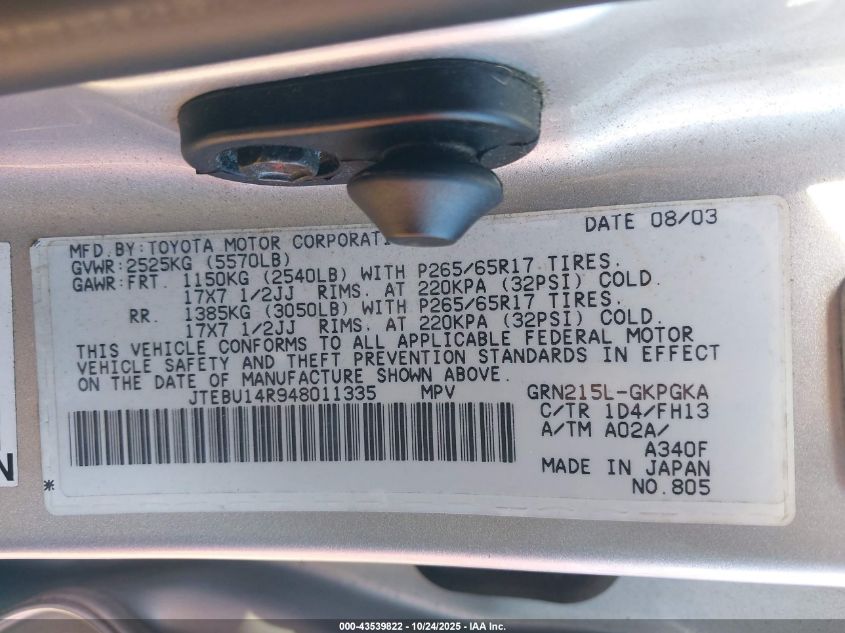 DATE 08/03
MFD.BY:TOYOTA MOTOR
GVWR:2525KG (5570LB)
GAWR:FRT. 1150KG (2540LB) WITH P265/65R17 TIRES.
17X7 1/2JJ RIMS. AT 220KPA (32PSI) COLD.
RR. 1385KG (3050LB) WITH P265/65R17 TIRES.
17X7 1/2JJ RIMS. AT 220KPA (32PSI) COLD.
THIS VEHICLE CONFORMS TO ALL APPLICABLE FEDERAL MOTOR
VEHICLE SAFETY AND THEFT PREVENTION STANDARDS IN EFFECT
ON THE DATE OF MANUFACTURE SHOWN ABOVE.
JTEBU14R948011335 MPV GRN215L-GKPGKA
C/TR 1D4/FH13
A/TM A02A/
A340F
MADE IN JAPAN
* NO.805
N
000-43539822 - 10/24/2025 - IAA Inc.